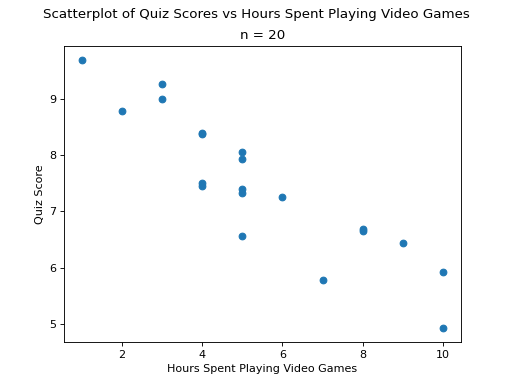 Scatterplot of Quiz Scores vs Hours Spent Playing Video Games
n = 20
9
8
7
6
5
Quiz Score
2
4
6
8
10
Hours Spent Playing Video Games